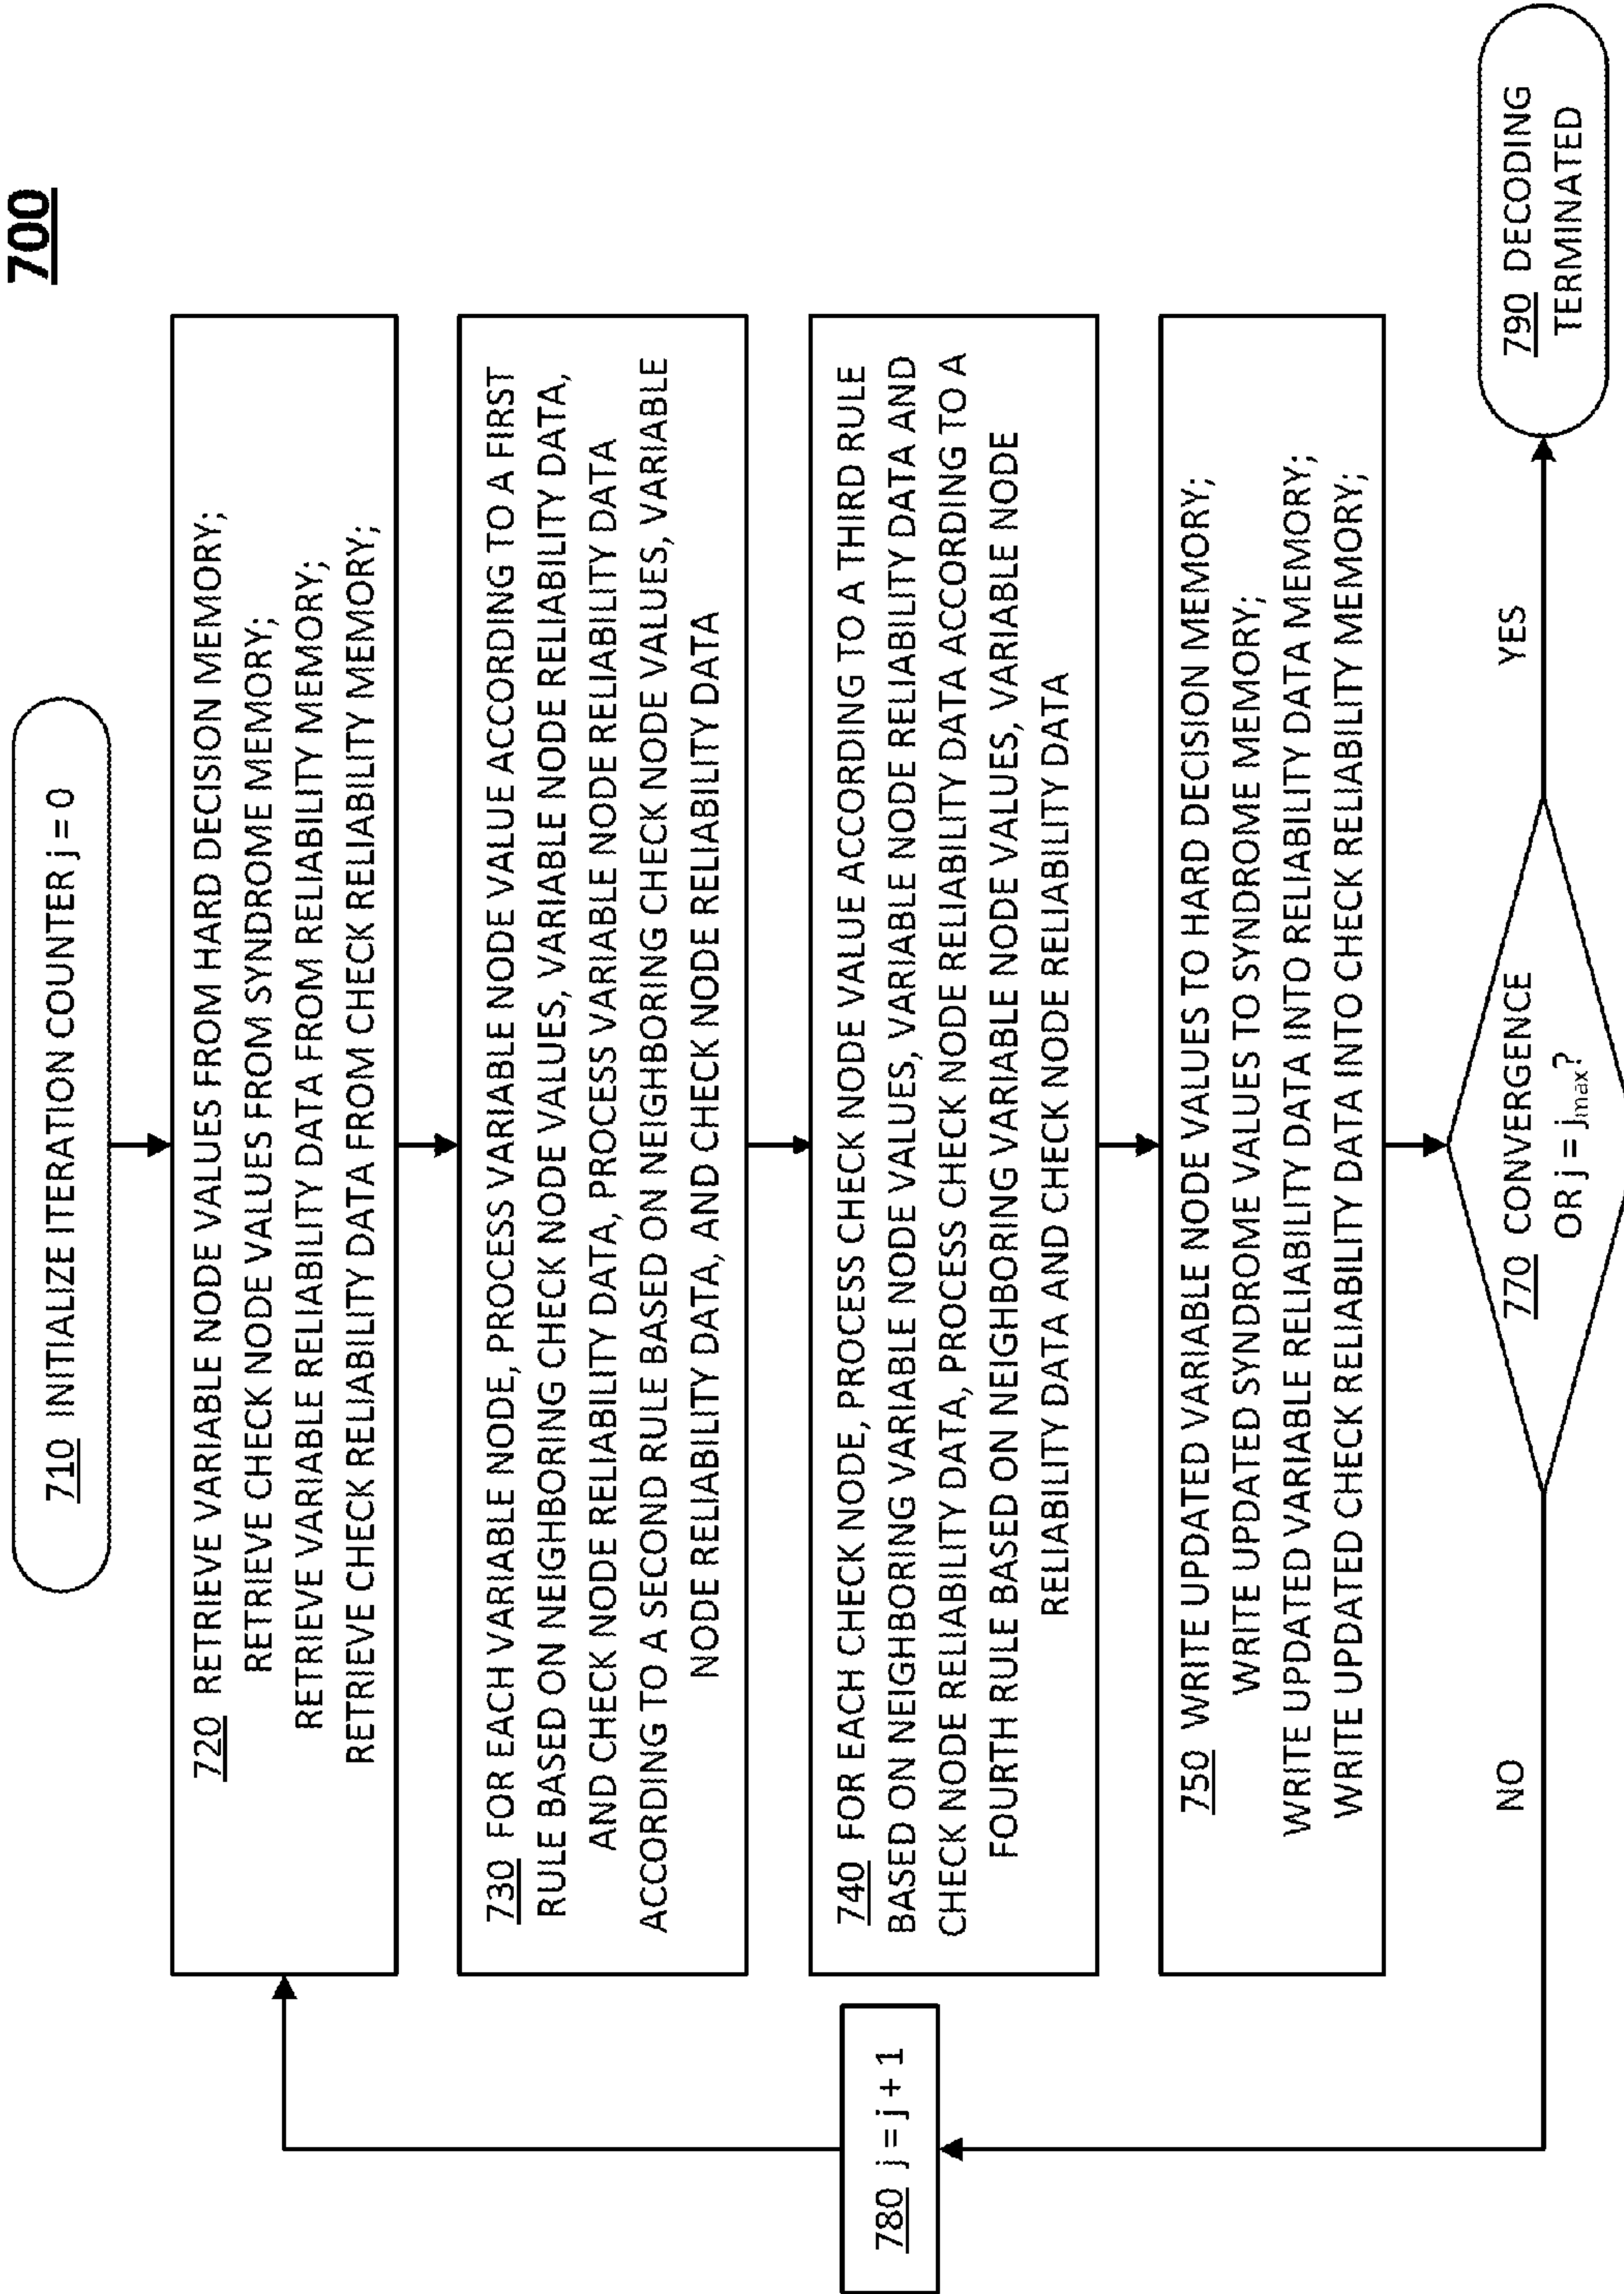 700
710 INITIALIZE ITERATION COUNTER j = 0
720 RETRIEVE VARIABLE NODE VALUES FROM HARD DECISION MEMORY;
RETRIEVE CHECK NODE VALUES FROM SYNDROME MEMORY;
RETRIEVE VARIABLE RELIABILITY DATA FROM RELIABILITY MEMORY;
RETRIEVE CHECK RELIABILITY DATA FROM CHECK RELIABILITY MEMORY;
730 FOR EACH VARIABLE NODE, PROCESS VARIABLE NODE VALUE ACCORDING TO A FIRST
RULE BASED ON NEIGHBORING CHECK NODE VALUES, VARIABLE NODE RELIABILITY DATA,
AND CHECK NODE RELIABILITY DATA, PROCESS VARIABLE NODE RELIABILITY DATA
ACCORDING TO A SECOND RULE BASED ON NEIGHBORING CHECK NODE VALUES, VARIABLE
NODE RELIABILITY DATA, AND CHECK NODE RELIABILITY DATA
740 FOR EACH CHECK NODE, PROCESS CHECK NODE VALUE ACCORDING TO A THIRD RULE
BASED ON NEIGHBORING VARIABLE NODE VALUES, VARIABLE NODE RELIABILITY DATA AND
CHECK NODE RELIABILITY DATA, PROCESS CHECK NODE RELIABILITY DATA ACCORDING TO A
FOURTH RULE BASED ON NEIGHBORING VARIABLE NODE VALUES, VARIABLE NODE
RELIABILITY DATA AND CHECK NODE RELIABILITY DATA
750 WRITE UPDATED VARIABLE NODE VALUES TO HARD DECISION MEMORY;
WRITE UPDATED SYNDROME VALUES TO SYNDROME MEMORY;
WRITE UPDATED VARIABLE RELIABILITY DATA INTO RELIABILITY DATA MEMORY;
WRITE UPDATED CHECK RELIABILITY DATA INTO CHECK RELIABILITY MEMORY;
770 CONVERGENCE
OR j = jmax?
NO
YES
780 j = j + 1
790 DECODING
TERMINATED